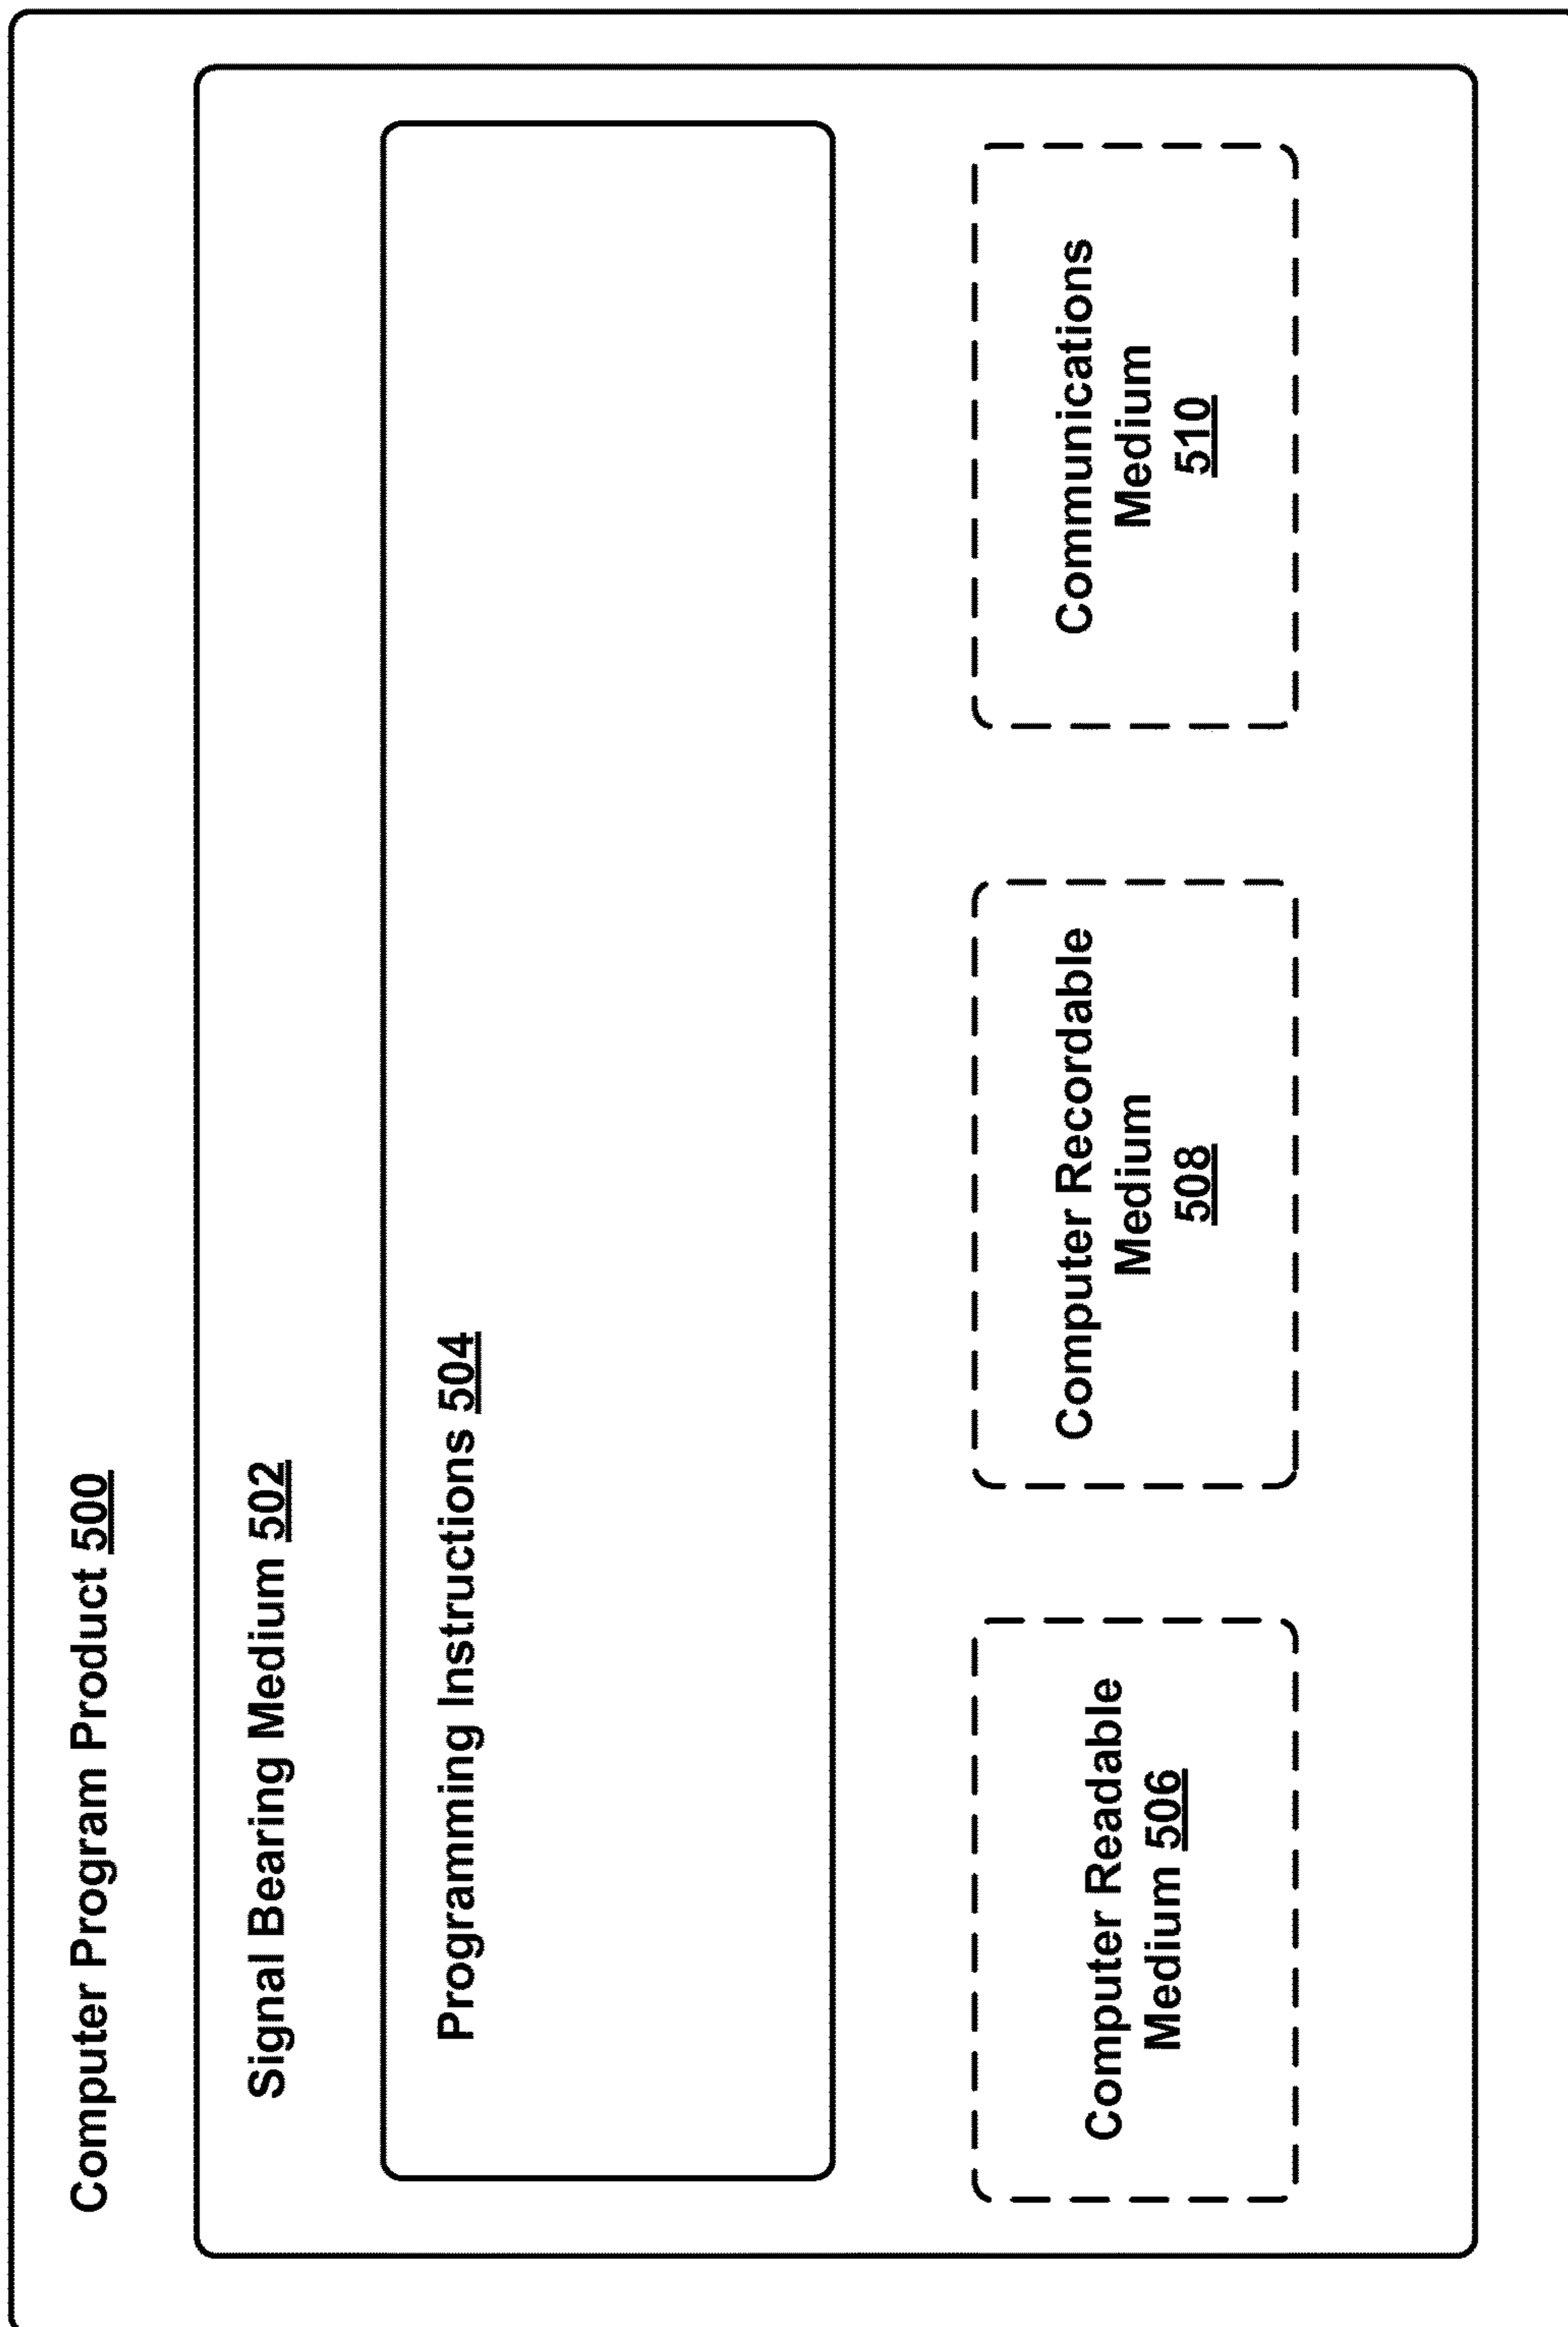 Computer Program Product 500
Signal Bearing Medium 502
Programming Instructions 504
Computer Readable
Medium 506
Computer Recordable
Medium
508
Communications
Medium
510